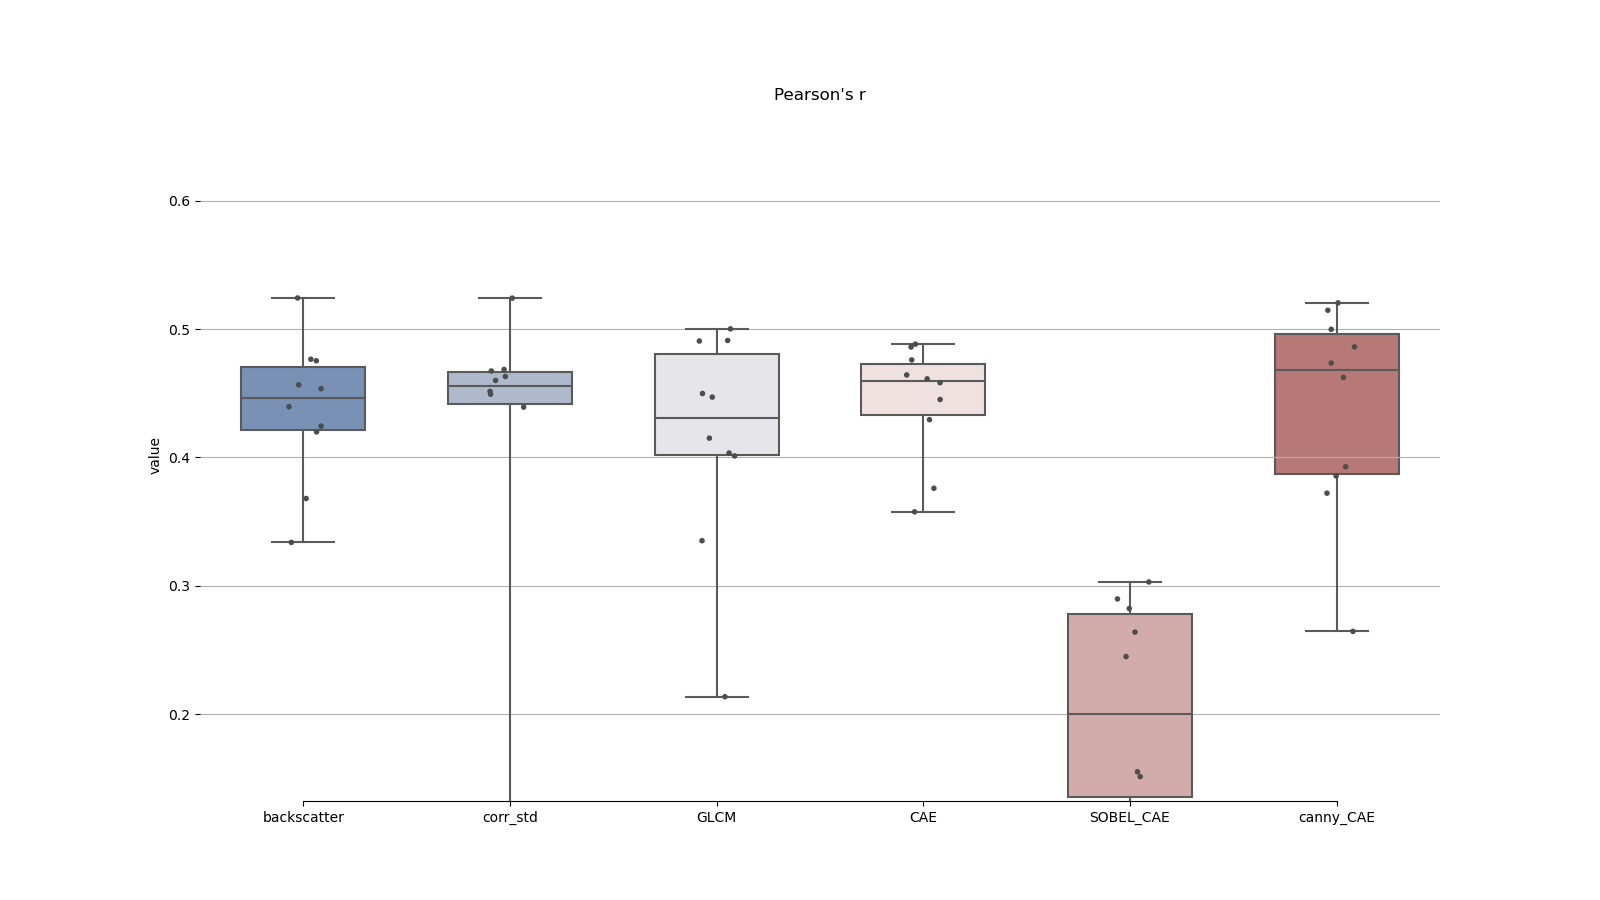 Pearson's r
0.6
0.5
0.4
0.3
0.2
value
backscatter
corr_std
GLCM
CAE
SOBEL_CAE
canny_CAE